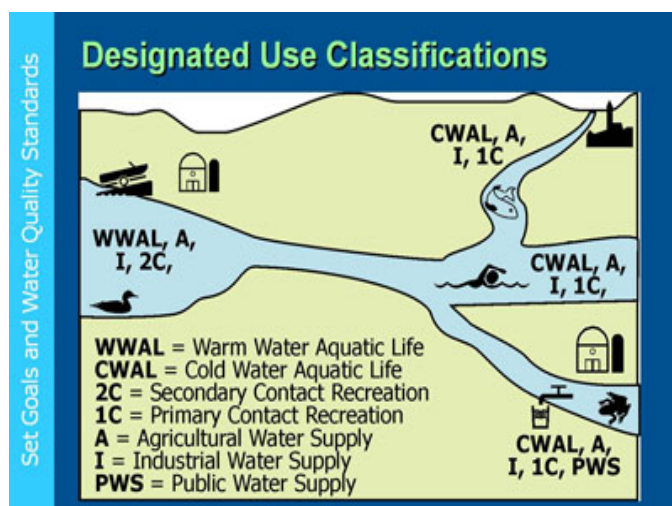 Set Goals and Water Quality Standards
Designated Use Classifications
CWAL, A,
I, 1C
WWAL, A,
I, 2C,
CWAL, A,
I, 1C,
WWAL = Warm Water Aquatic Life
CWAL = Cold Water Aquatic Life
2C = Secondary Contact Recreation
1C = Primary Contact Recreation
A = Agricultural Water Supply
I = Industrial Water Supply
PWS = Public Water Supply
CWAL, A,
I, 1C, PWS